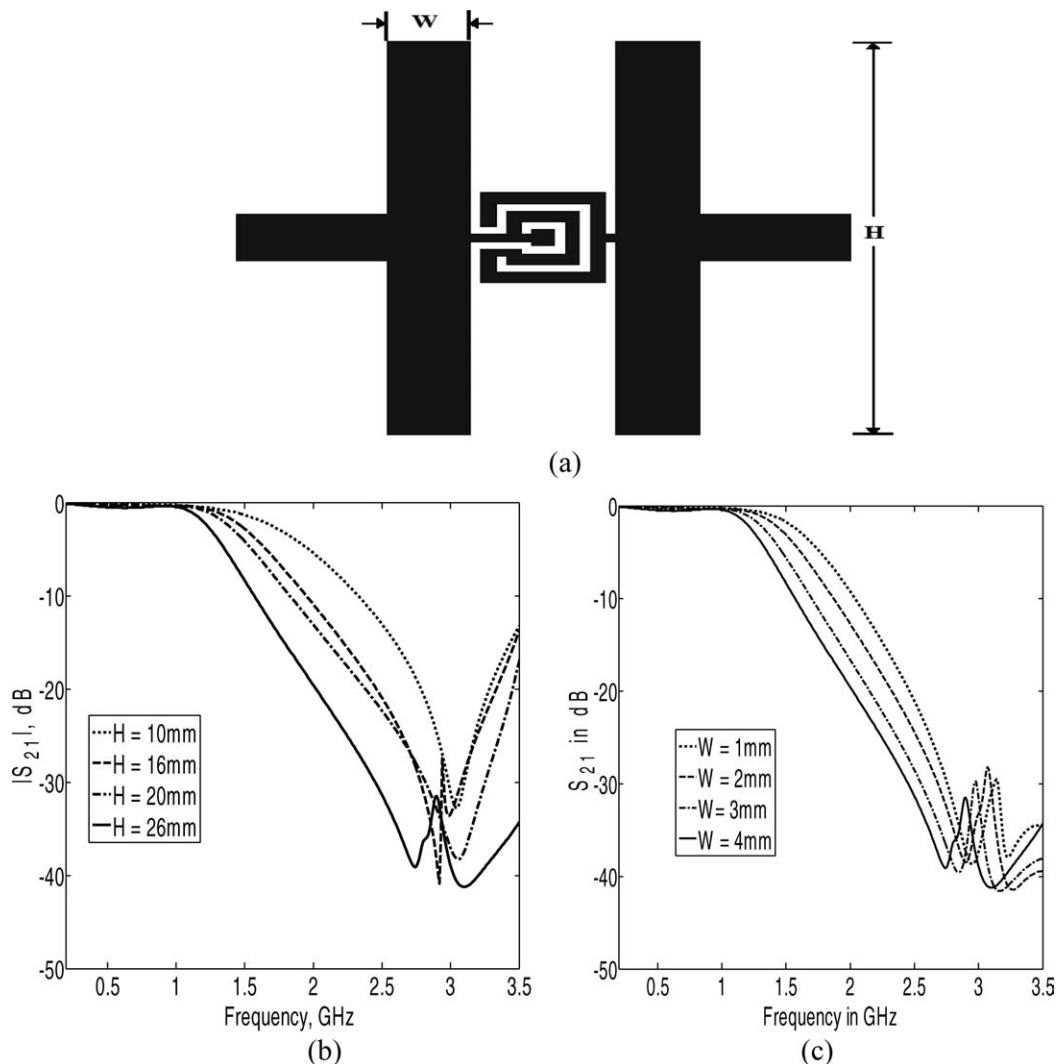 W
H
(a)
0
-10
-20
-30
-40
-50
|S21|, dB
H = 10mm
H = 16mm
H = 20mm
H = 26mm
0.5 1 1.5 2 2.5 3 3.5
Frequency, GHz
(b)
0
-10
-20
-30
-40
-50
S21 in dB
W = 1mm
W = 2mm
W= 3mm
W = 4mm
0.5 1 1.5 2 2.5 3 3.5
Frequency in GHz
(c)